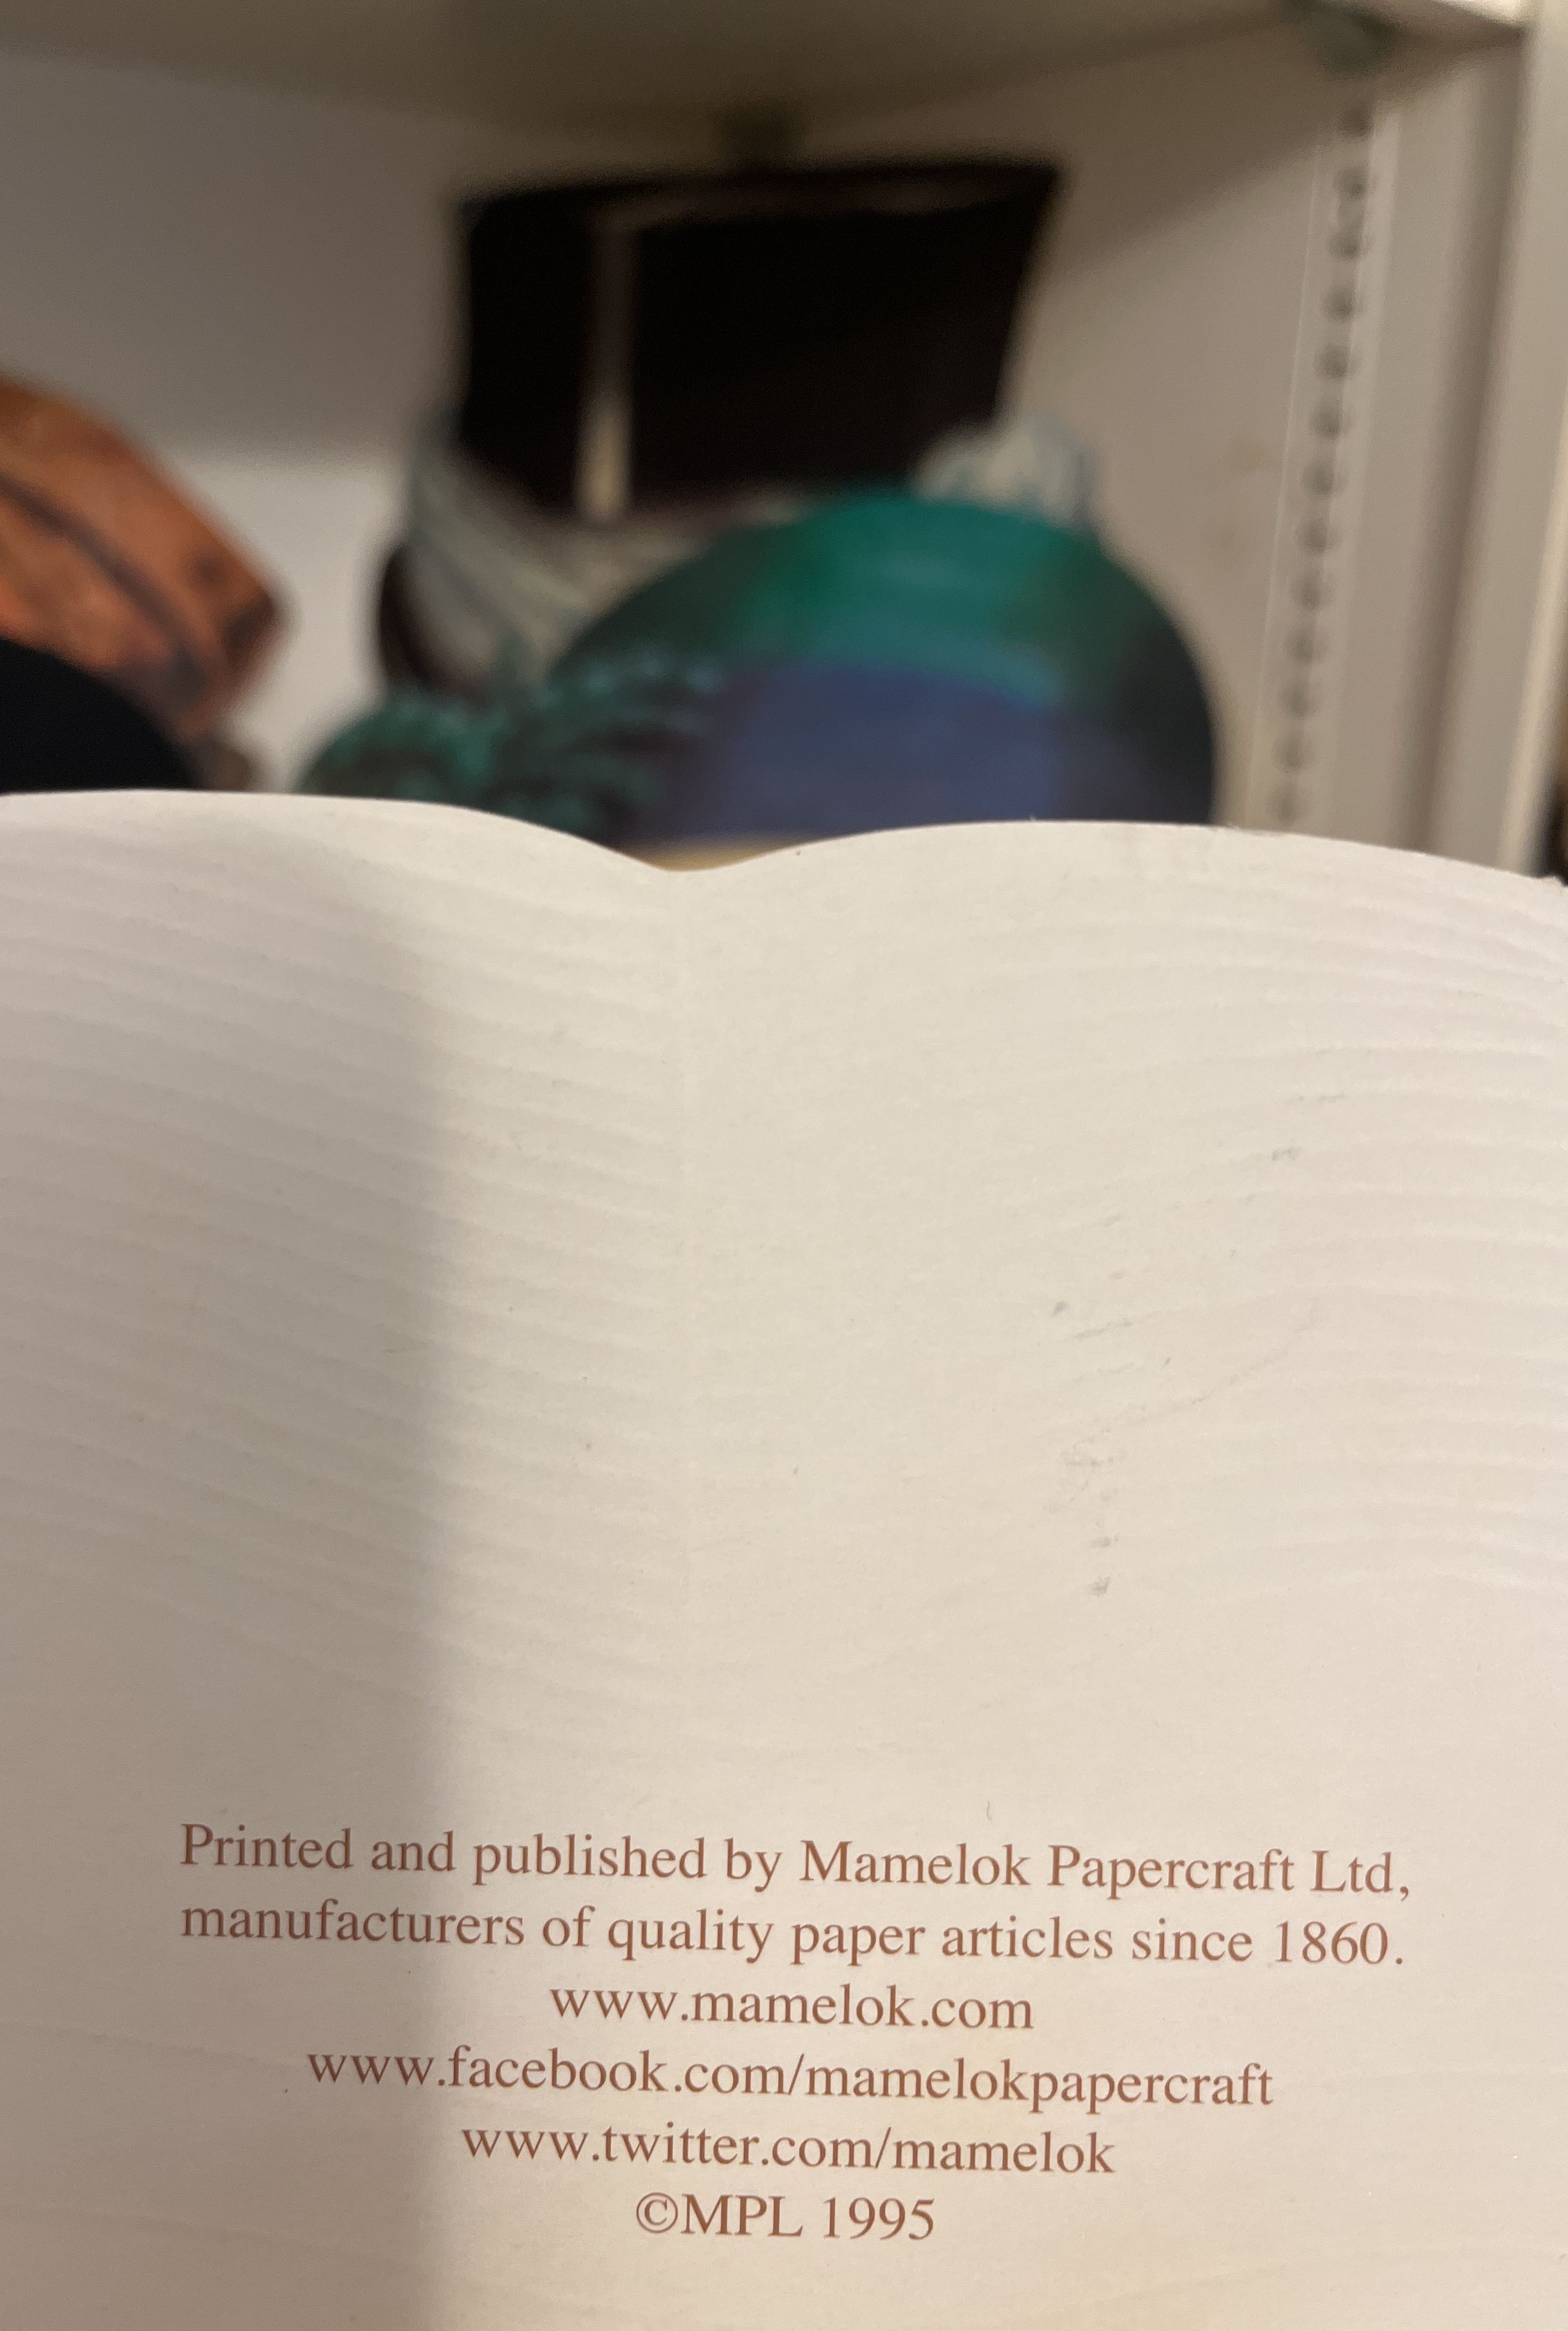 Printed and published by Mamelok Papercraft Ltd,
manufacturers of quality paper articles since 1860.
www.mamelok.com
www.facebook.com/mamelokpapercraft
www.twitter.com/mamelok
©MPL 1995